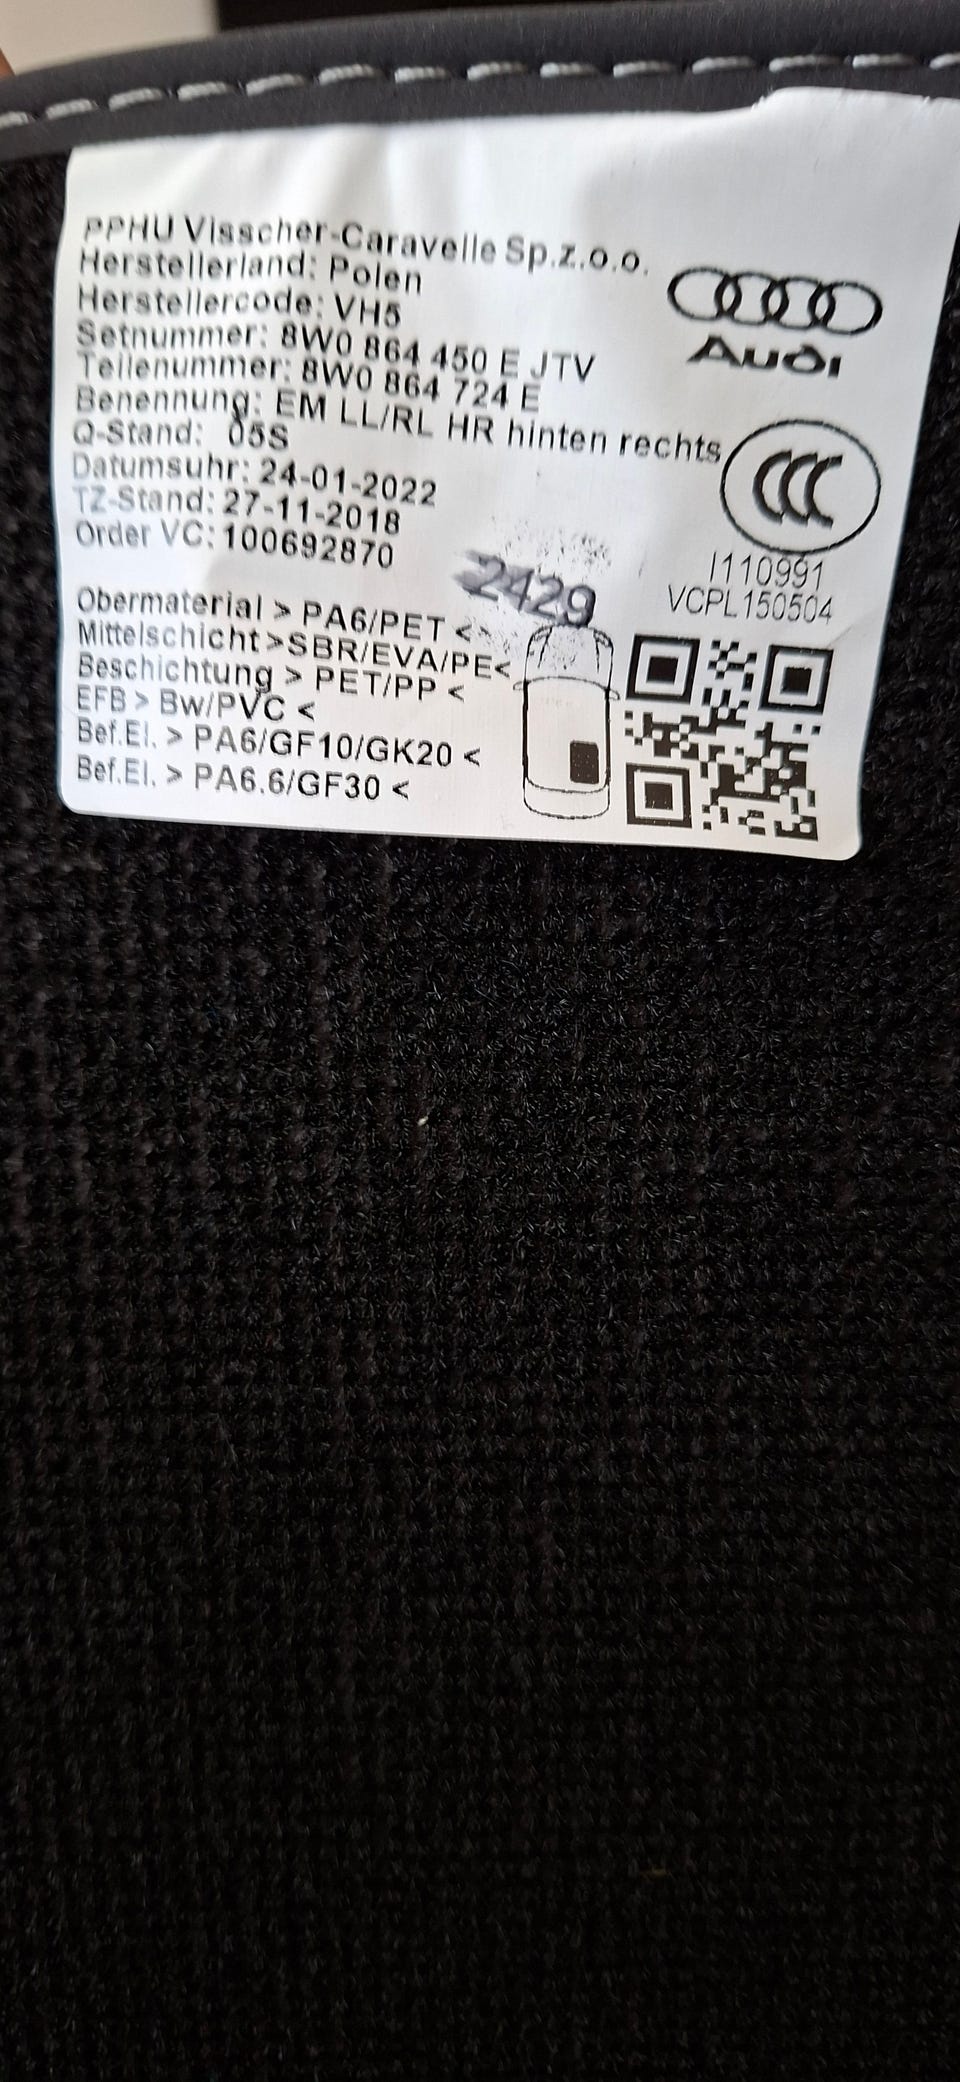 PPHU Visscher-Caravelle Sp.z.o.o.
Herstellerland: Polen
Herstellercode: VH5
Setnummer: 8W0 864 450 E JTV
Teilenummer: 8W0 864 724 E
Benennung: EM LL/RL HR hinten rechts
Q-Stand: 05S
Datumsuhr: 24-01-2022
TZ-Stand: 27-11-2018
Order VC: 100692870
Obermaterial > PA6/PET <
Mittelschicht >SBR/EVA/PE<
Beschichtung > PET/PP <
EFB > Bw/PVC <
Bef.El. > PA6/GF10/GK20 <
Bef.El. > PA6.6/GF30 <
2429
Audi
CCC
I110991
VCPL150504